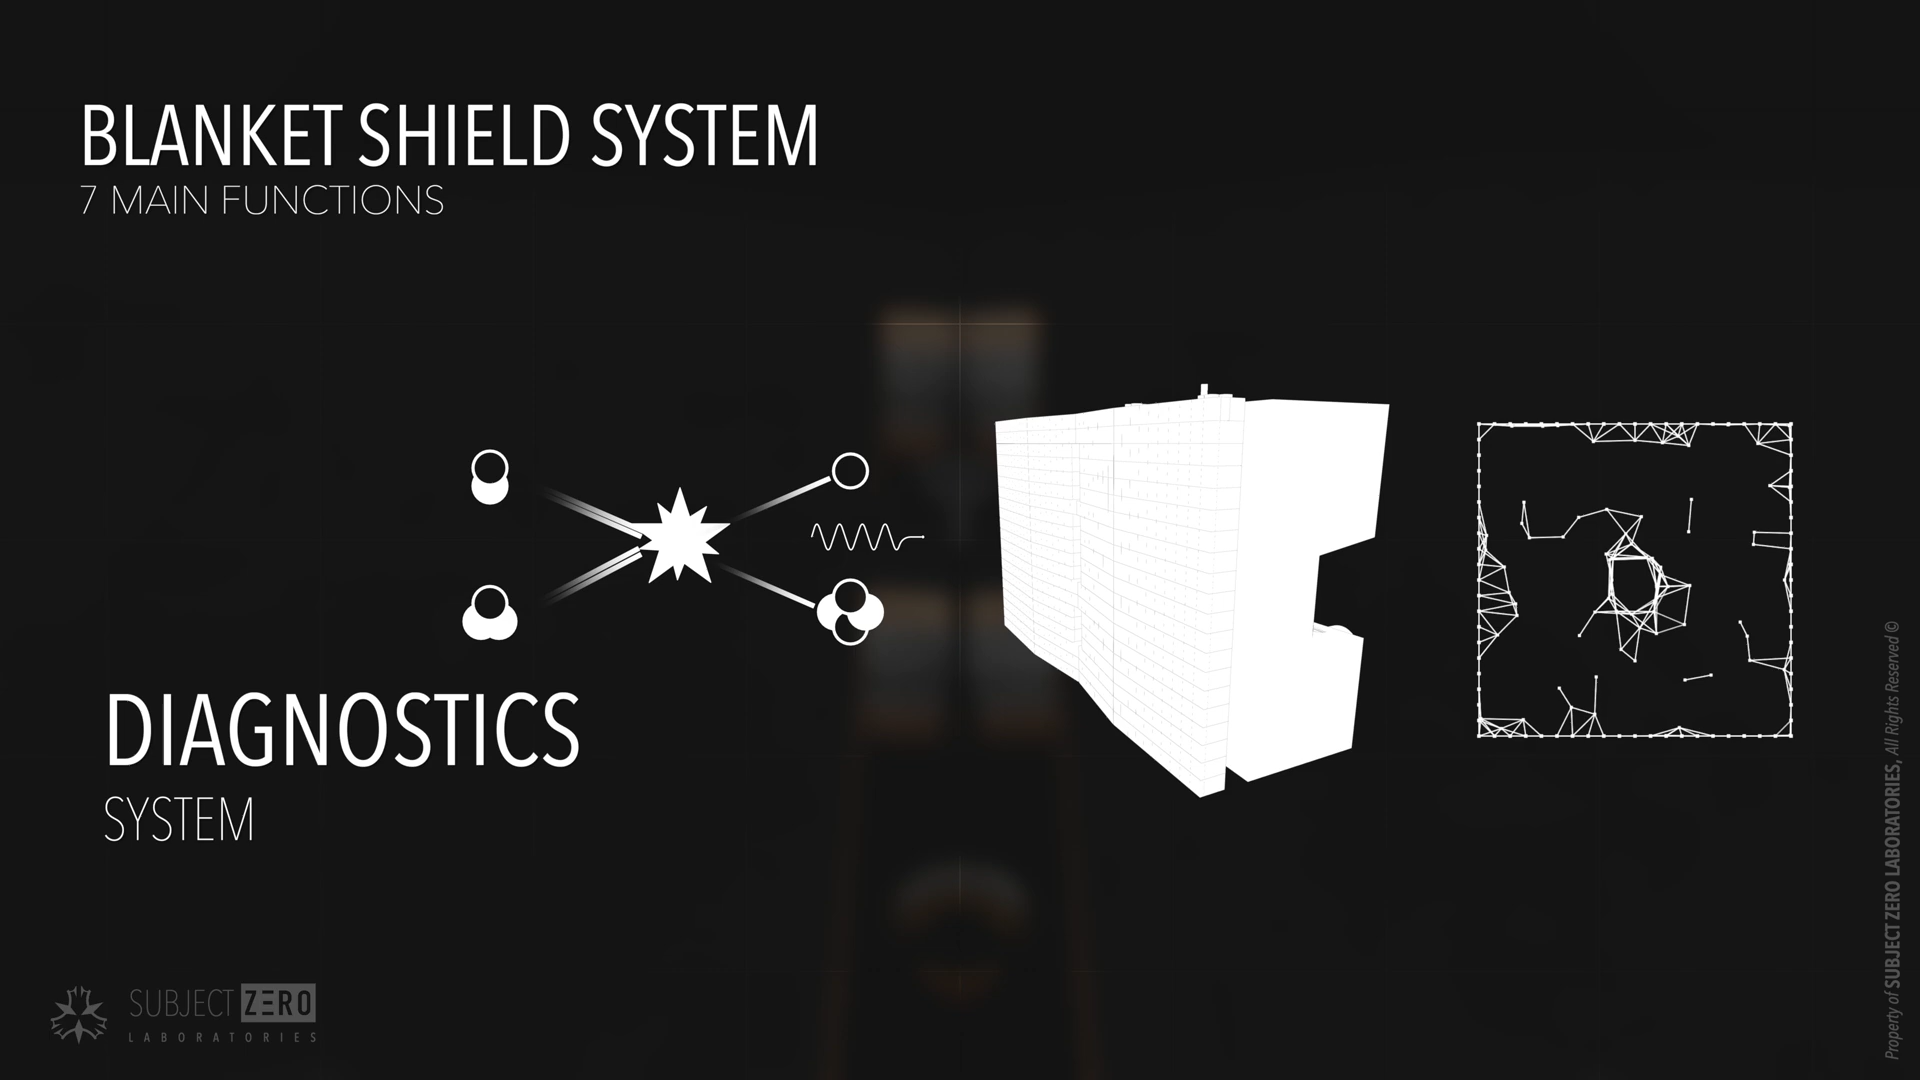 BLANKET SHIELD SYSTEM
7 MAIN FUNCTIONS
DIAGNOSTICS
SYSTEM
SUBJECT ZERO
LABORATORIES
Property of SUBJECT ZERO LABORATORIES, All Rights Reserved ©